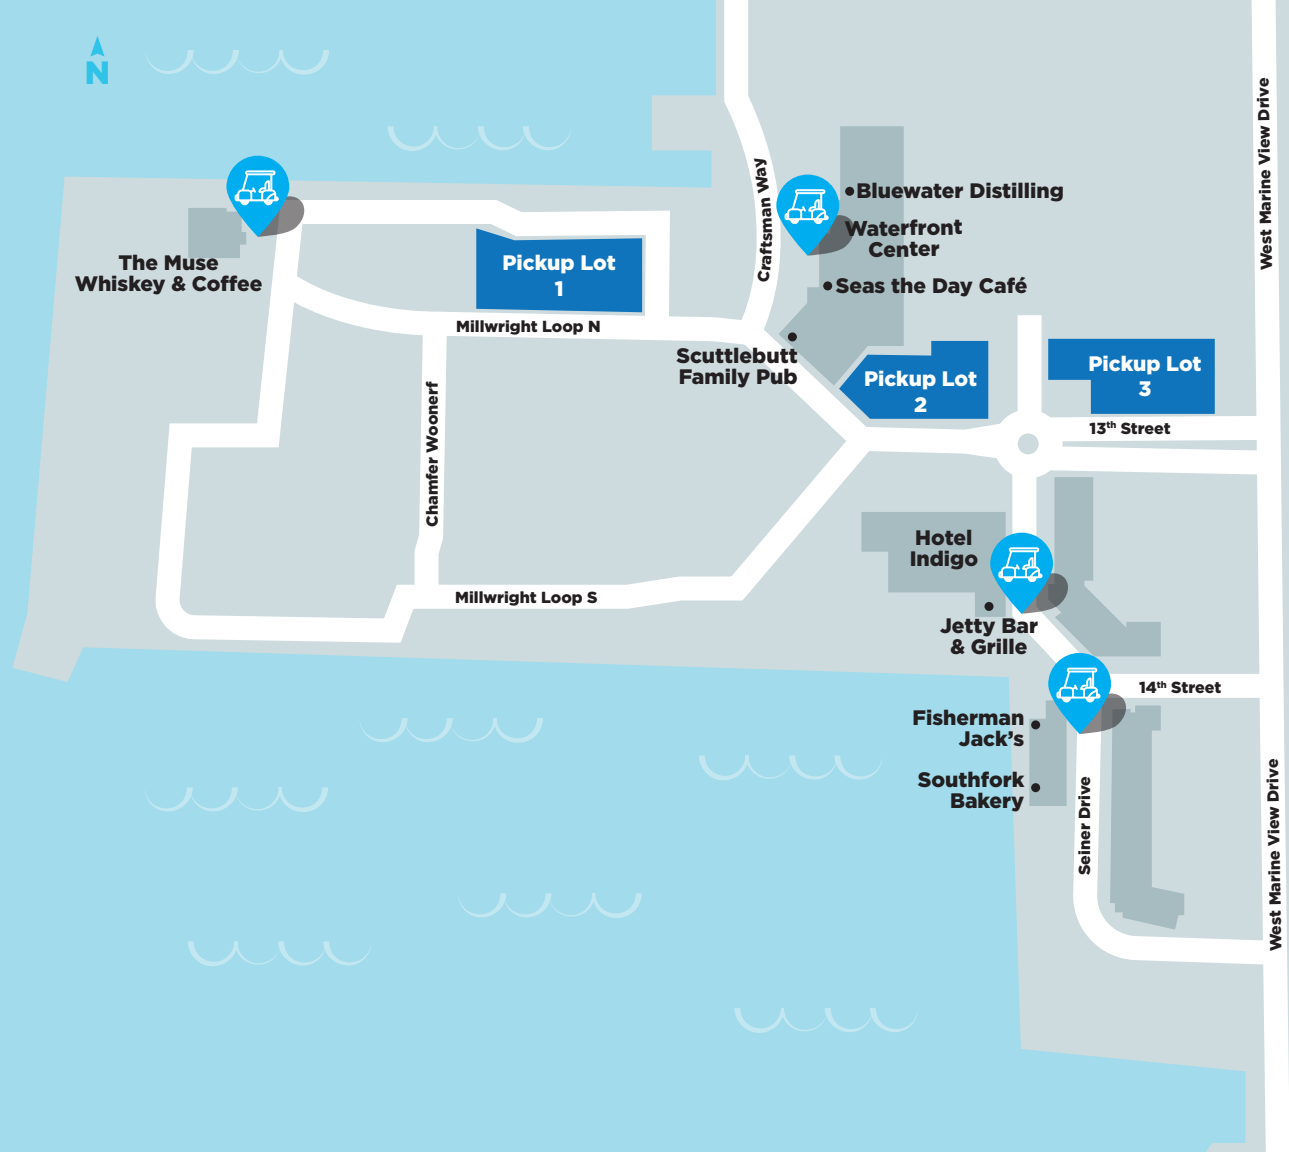 N
West Marine View Drive
Craftsman Way
Bluewater Distilling
Waterfront
Center
The Muse
Whiskey & Coffee
Pickup Lot
1
Seas the Day Café
Millwright Loop N
Scuttlebutt
Family Pub
Pickup Lot
2
Pickup Lot
3
13th Street
Chamfer Woonerf
Hotel
Indigo
Millwright Loop S
Jetty Bar
& Grille
14th Street
Fisherman
Jack's
Southfork
Bakery
Seiner Drive
West Marine View Drive